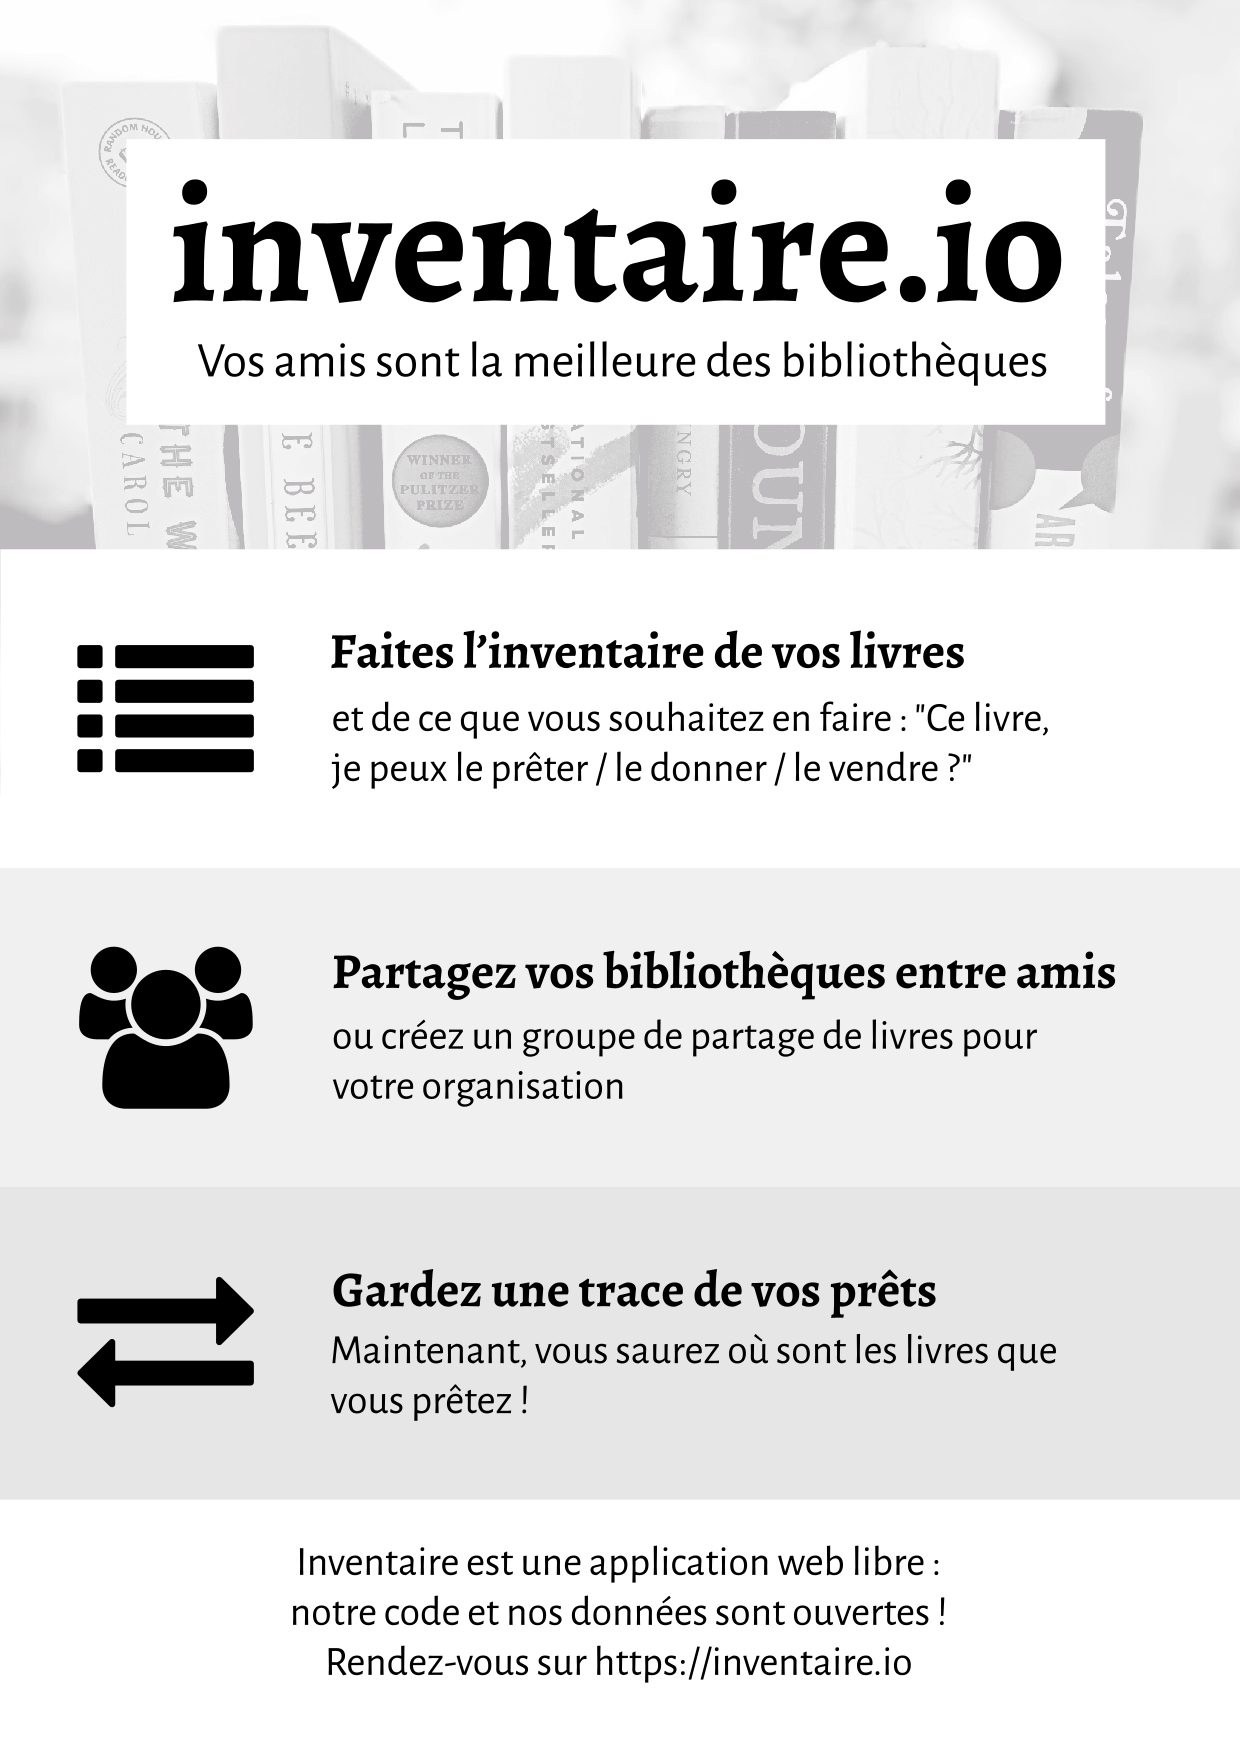 RANDOM HOU
READ
T
L
inventaire.io
Vos amis sont la meilleure des bibliothèques
THE W
CAROL
E BEE
WINNER
OF THE
PULITZER
PRIZE
ATIONAL
STSELLER
NGRY
OUN
AR
Faites l’inventaire de vos livres
et de ce que vous souhaitez en faire : "Ce livre,
je peux le prêter / le donner / le vendre ?"
Partagez vos bibliothèques entre amis
ou créez un groupe de partage de livres pour
votre organisation
Gardez une trace de vos prêts
Maintenant, vous saurez où sont les livres que
vous prêtez !
Inventaire est une application web libre :
notre code et nos données sont ouvertes !
Rendez-vous sur https://inventaire.io